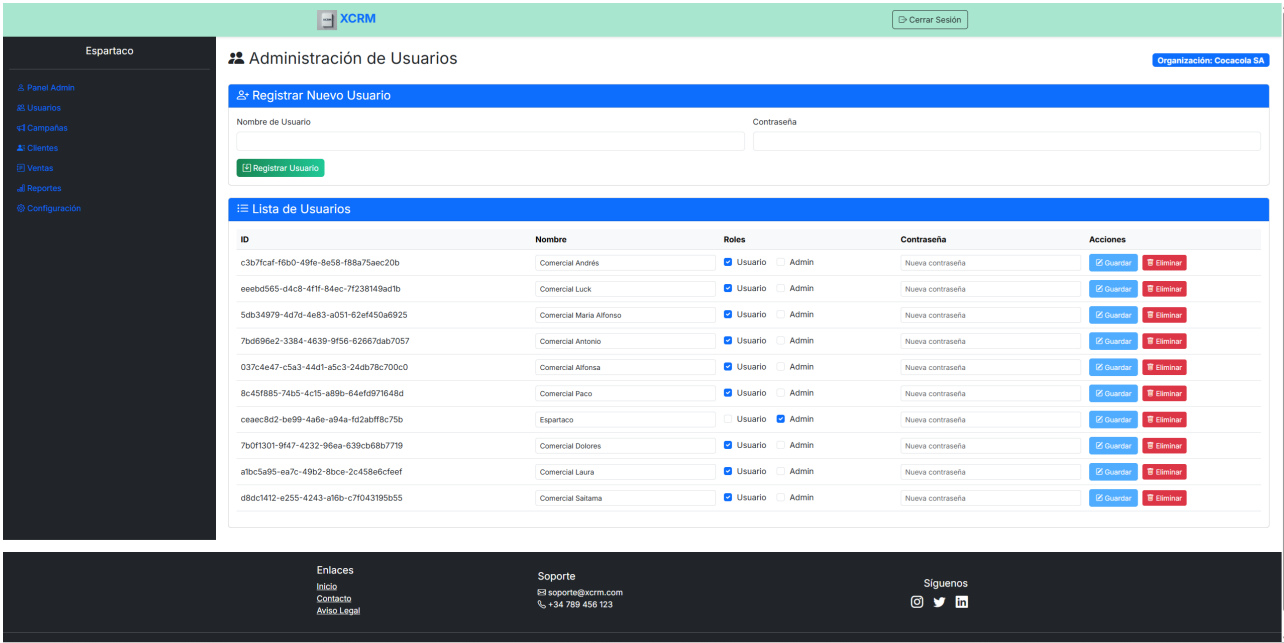 XCRM
Cerrar Sesión
Espartaco
Panel Admin
Usuarios
Campañas
Clientes
Ventas
Reportes
Configuración
Administración de Usuarios
Organización: Cocacola SA
Registrar Nuevo Usuario
Nombre de Usuario Contraseña
Registrar Usuario
Lista de Usuarios
ID Nombre Roles Contraseña Acciones
c3b7fcaf-f6b0-49fe-8e58-f88a75aec20b Comercial Andrés Usuario Admin Nueva contraseña Guardar Eliminar
eeebd565-d4c8-4f1f-84ec-7f238149ad1b Comercial Luck Usuario Admin Nueva contraseña Guardar Eliminar
5db34979-4d7d-4e83-a051-62ef450a6925 Comercial Maria Alfonso Usuario Admin Nueva contraseña Guardar Eliminar
7bd696e2-3384-4639-9f56-62667dab7057 Comercial Antonio Usuario Admin Nueva contraseña Guardar Eliminar
037c4e47-c5a3-44d1-a5c3-24db78c700c0 Comercial Alfonsa Usuario Admin Nueva contraseña Guardar Eliminar
8c45f885-74b5-4c15-a89b-64efd971648d Comercial Paco Usuario Admin Nueva contraseña Guardar Eliminar
ceaec8d2-be99-4a6e-a94a-fd2abff8c75b Espartaco Usuario Admin Nueva contraseña Guardar Eliminar
7b0f1301-9f47-4232-96ea-639cb68b7719 Comercial Dolores Usuario Admin Nueva contraseña Guardar Eliminar
a1bc5a95-ea7c-49b2-8bce-2c458e6cfeef Comercial Laura Usuario Admin Nueva contraseña Guardar Eliminar
d8dc1412-e255-4243-a16b-c7f043195b55 Comercial Saitama Usuario Admin Nueva contraseña Guardar Eliminar
Enlaces
Inicio
Contacto
Aviso Legal
Soporte
soporte@xcrm.com
+34 789 456 123
Síguenos